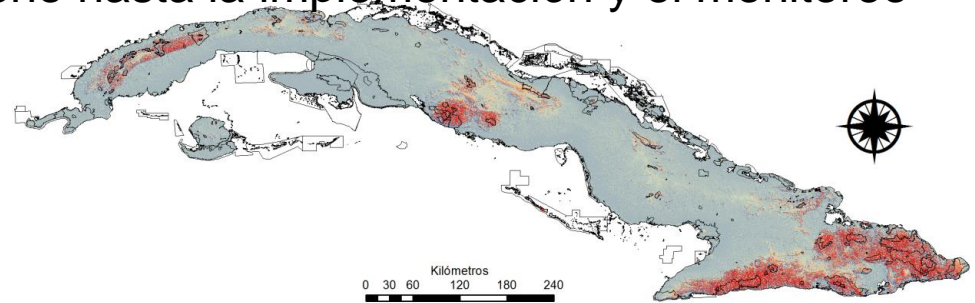 hasta la implementación y el monitoreo
Kilómetros
0 30 60 120 180 240